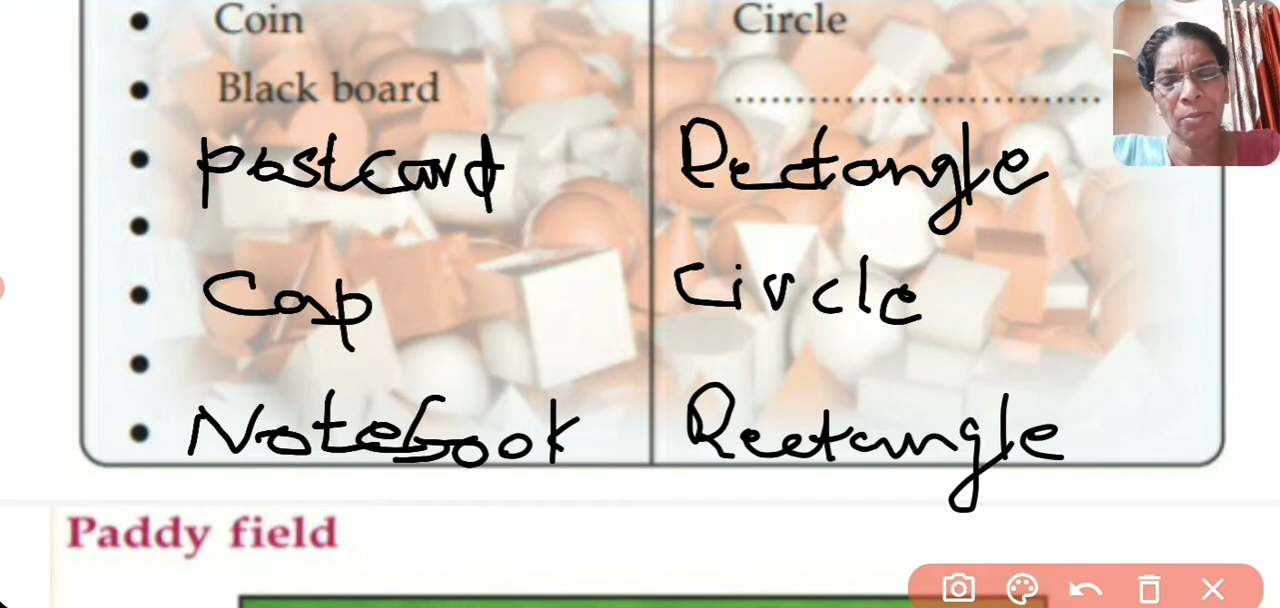 Coin Circle
Black board ..............................
Postcard Rectangle
Cap Circle
Notebook Rectangle
Paddy field